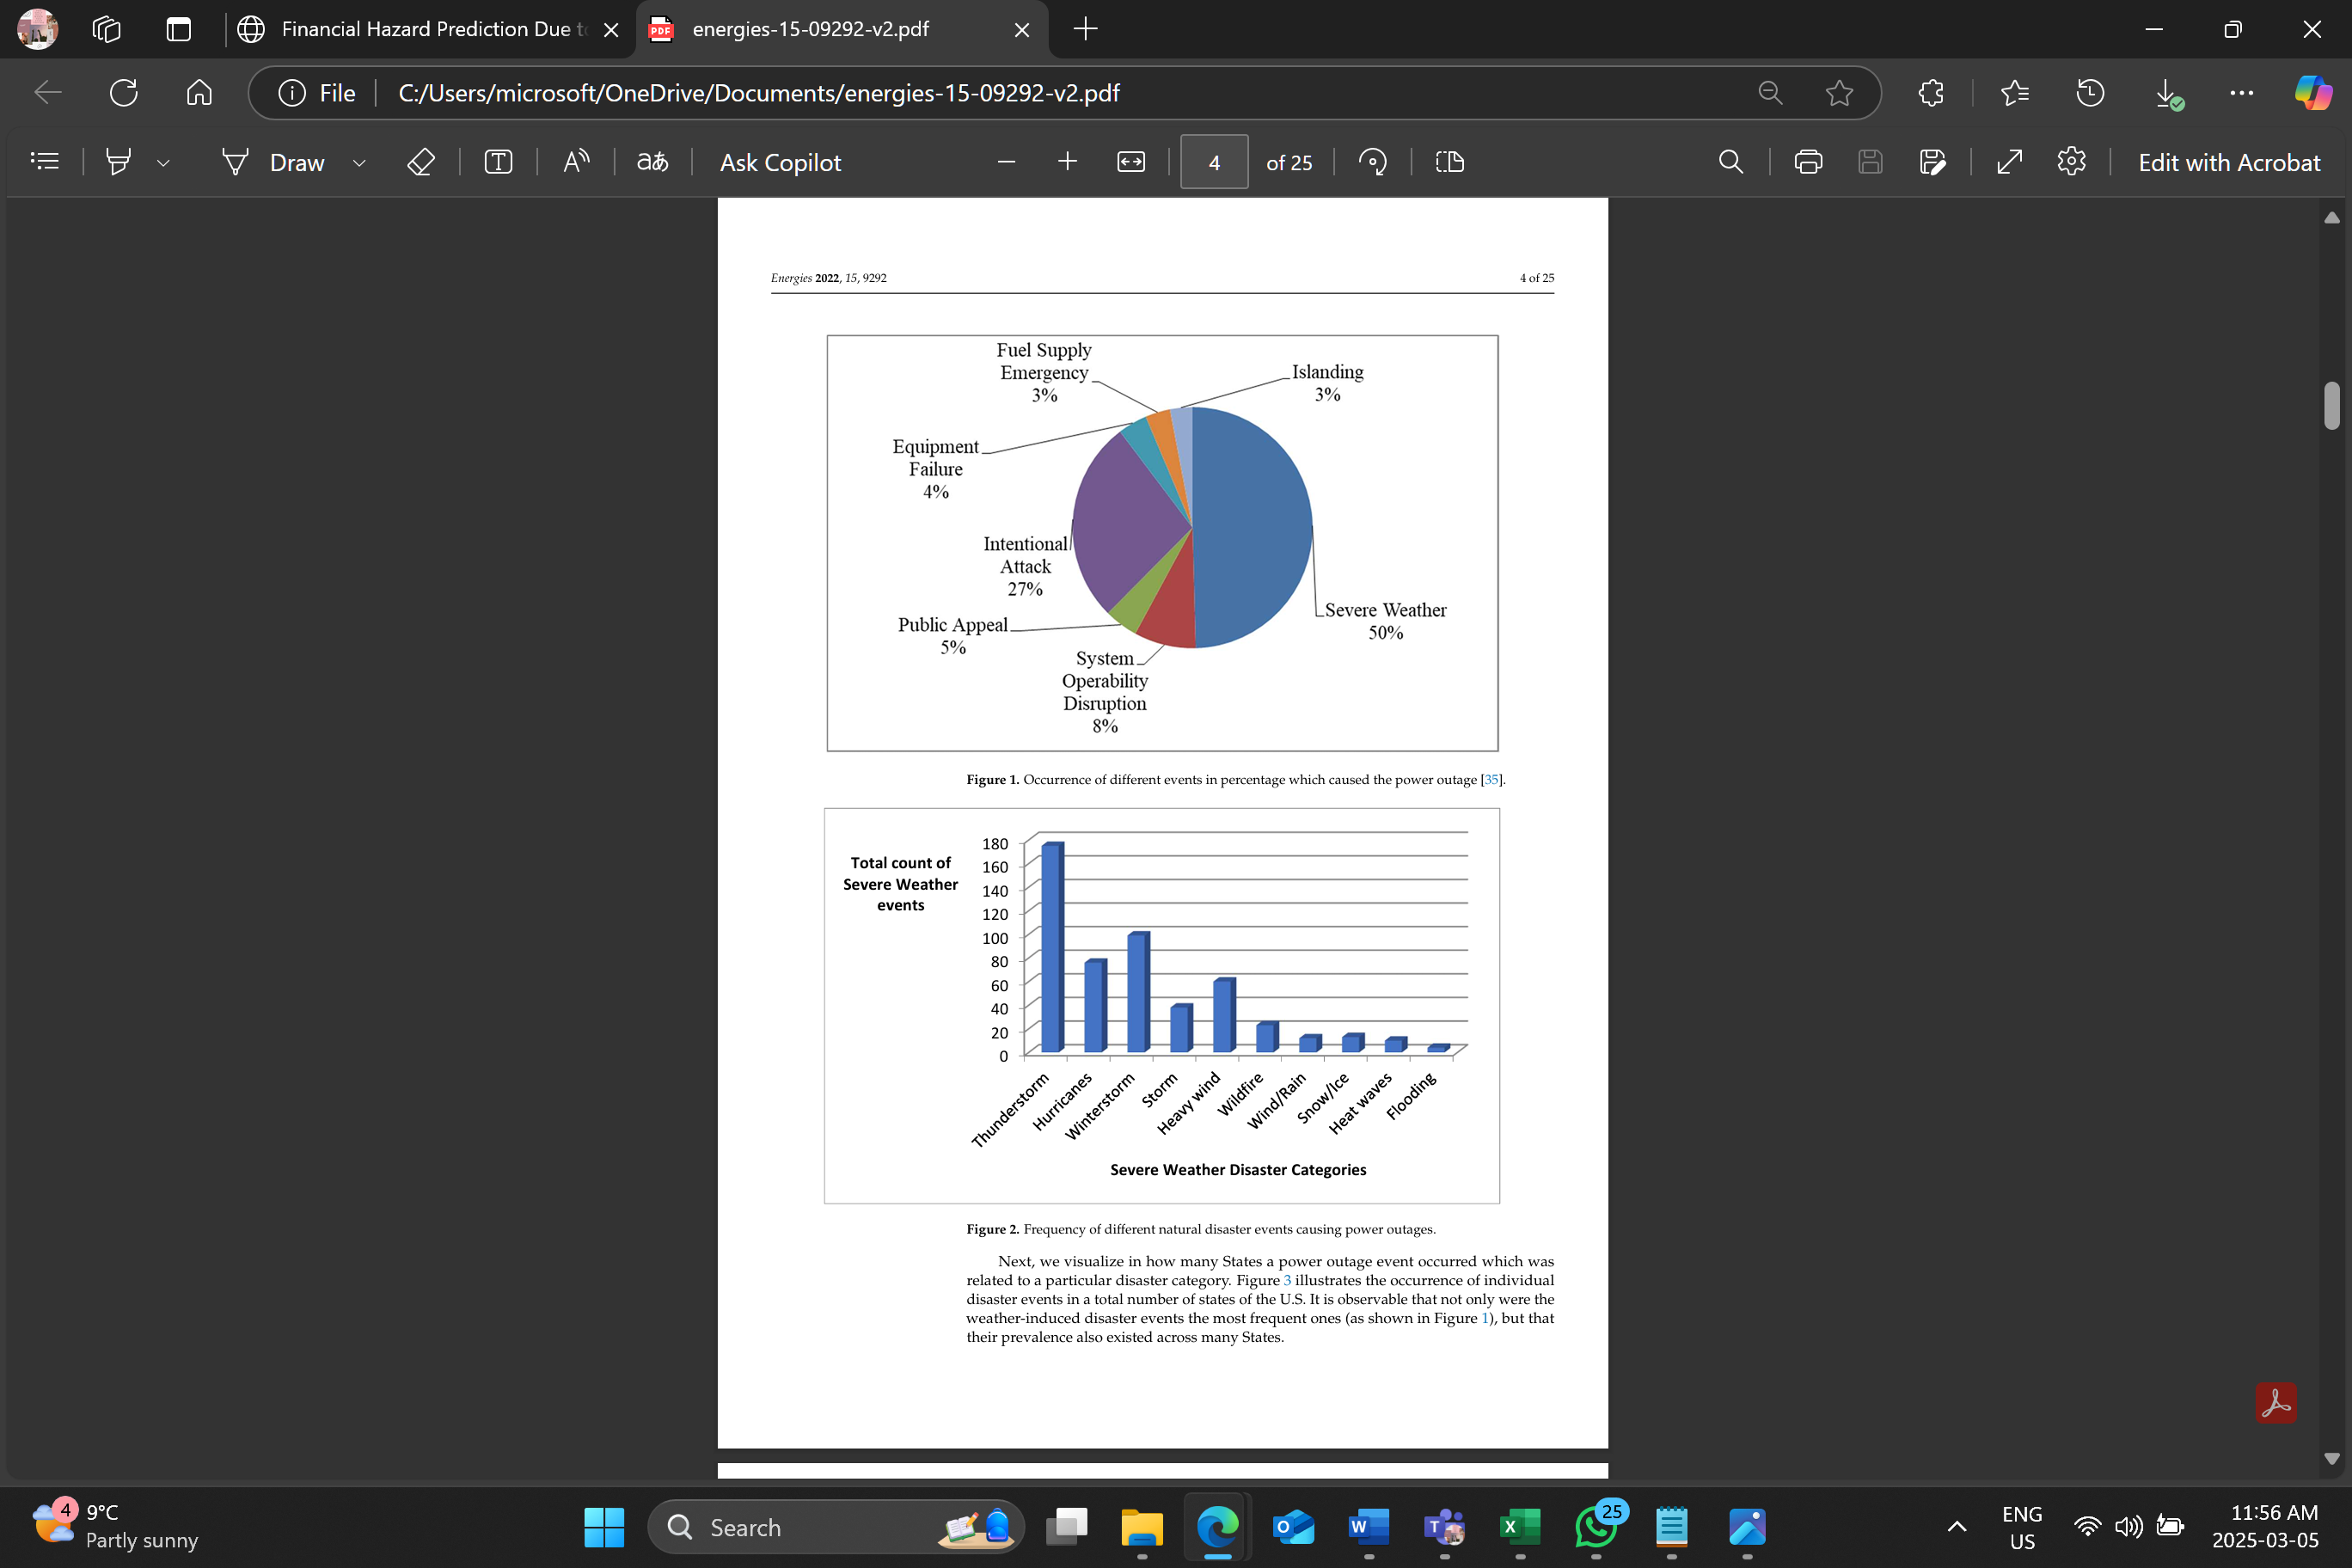 Financial Hazard Prediction Due to
energies-15-09292-v2.pdf
File
C:/Users/microsoft/OneDrive/Documents/energies-15-09292-v2.pdf
Draw
aあ
Ask Copilot
4
of 25
Edit with Acrobat
Energies 2022, 15, 9292
4 of 25
Fuel Supply
Emergency
3%
Islanding
3%
Equipment
Failure
4%
Intentional
Attack
27%
Severe Weather
50%
Public Appeal
5%
System
Operability
Disruption
8%
Figure 1. Occurrence of different events in percentage which caused the power outage [35].
Total count of
Severe Weather
events
180
160
140
120
100
80
60
40
20
0
Thunderstorm
Hurricanes
Winterstorm
Storm
Heavy wind
Wildfire
Wind/Rain
Snow/Ice
Heat waves
Flooding
Severe Weather Disaster Categories
Figure 2. Frequency of different natural disaster events causing power outages.
Next, we visualize in how many States a power outage event occurred which was
related to a particular disaster category. Figure 3 illustrates the occurrence of individual
disaster events in a total number of states of the U.S. It is observable that not only were the
weather-induced disaster events the most frequent ones (as shown in Figure 1), but that
their prevalence also existed across many States.
4
9°C
Partly sunny
Search
25
ENG
US
11:56 AM
2025-03-05